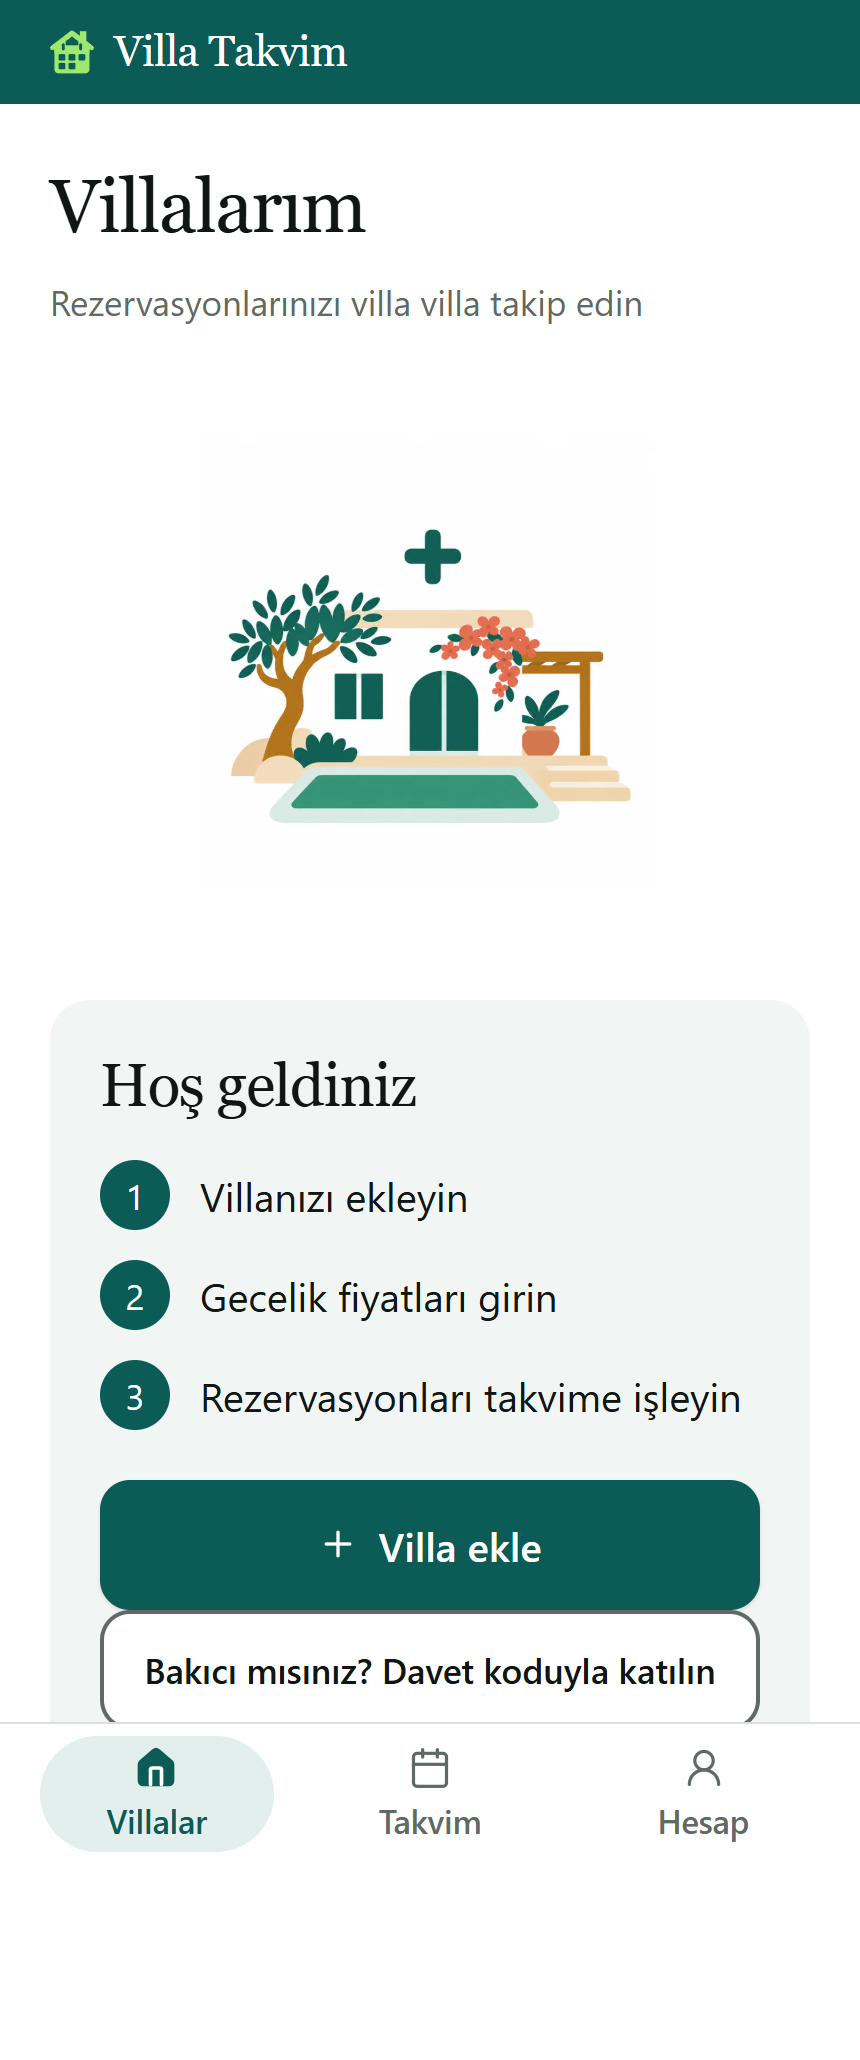 Villa Takvim
Villalarım
Rezervasyonlarınızı villa villa takip edin
Hoş geldiniz
1 Villanızı ekleyin
2 Gecelik fiyatları girin
3 Rezervasyonları takvime işleyin
+ Villa ekle
Bakıcı mısınız? Davet koduyla katılın
Villalar Takvim Hesap